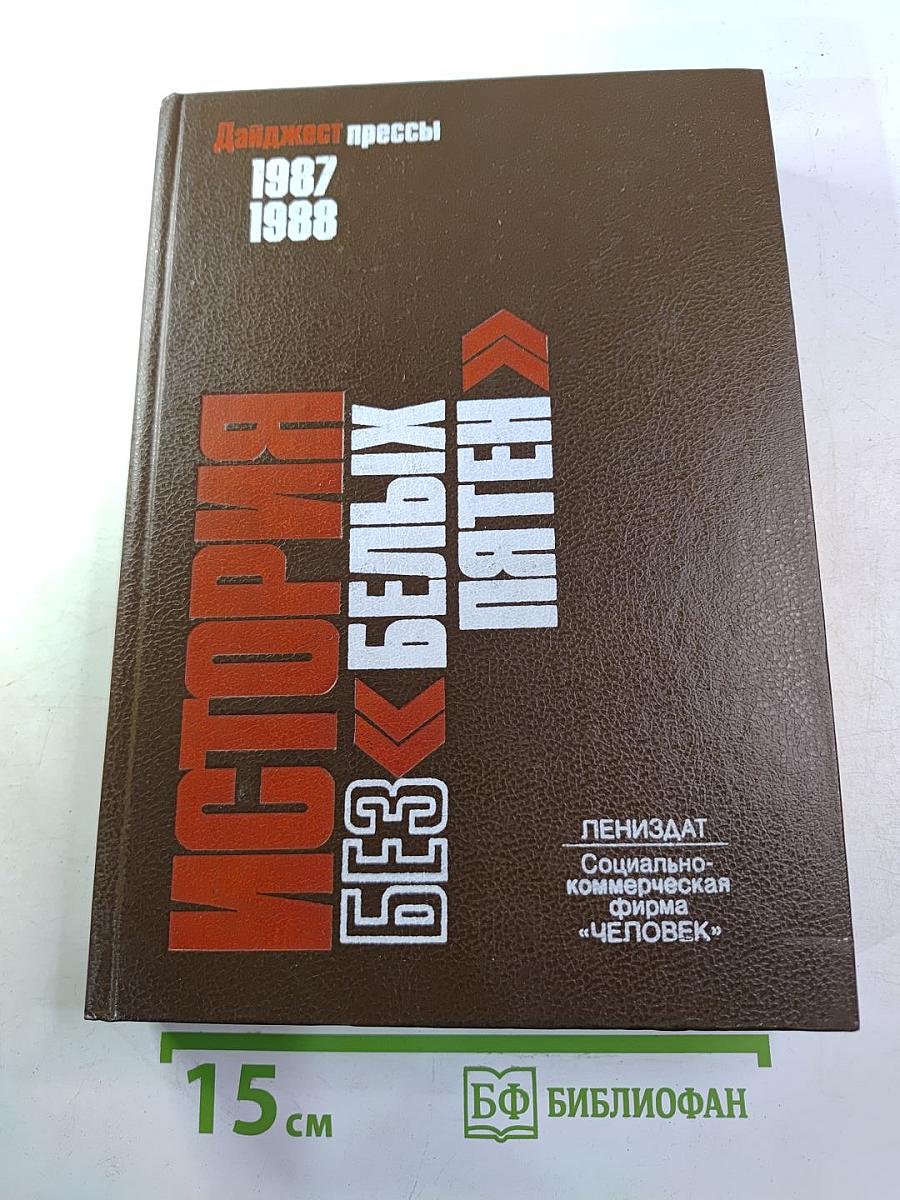 Дайджест прессы
1987
1988
ИСТОРИЯ
БЕЗ «БЕЛЫХ
ПЯТЕН»
ЛЕНИЗДАТ
Социально-
коммерческая
фирма
«ЧЕЛОВЕК»
15 см
БФ БИБЛИОФАН